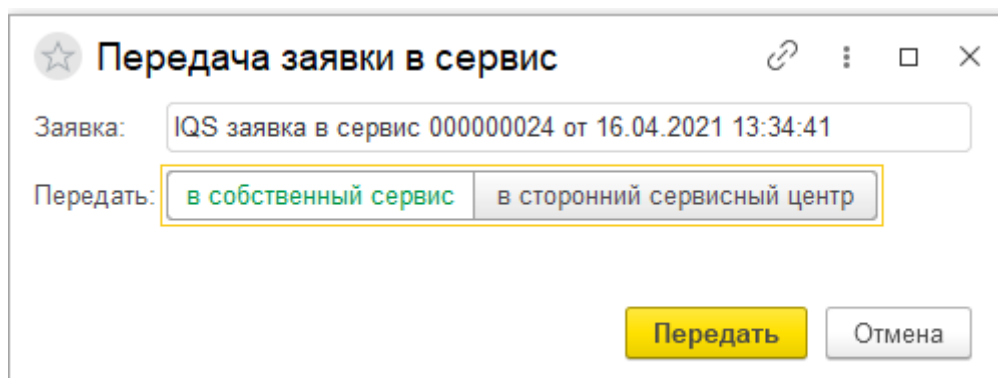 Передача заявки в сервис
Заявка: IQS заявка в сервис 000000024 от 16.04.2021 13:34:41
Передать: в собственный сервис в сторонний сервисный центр
Передать Отмена